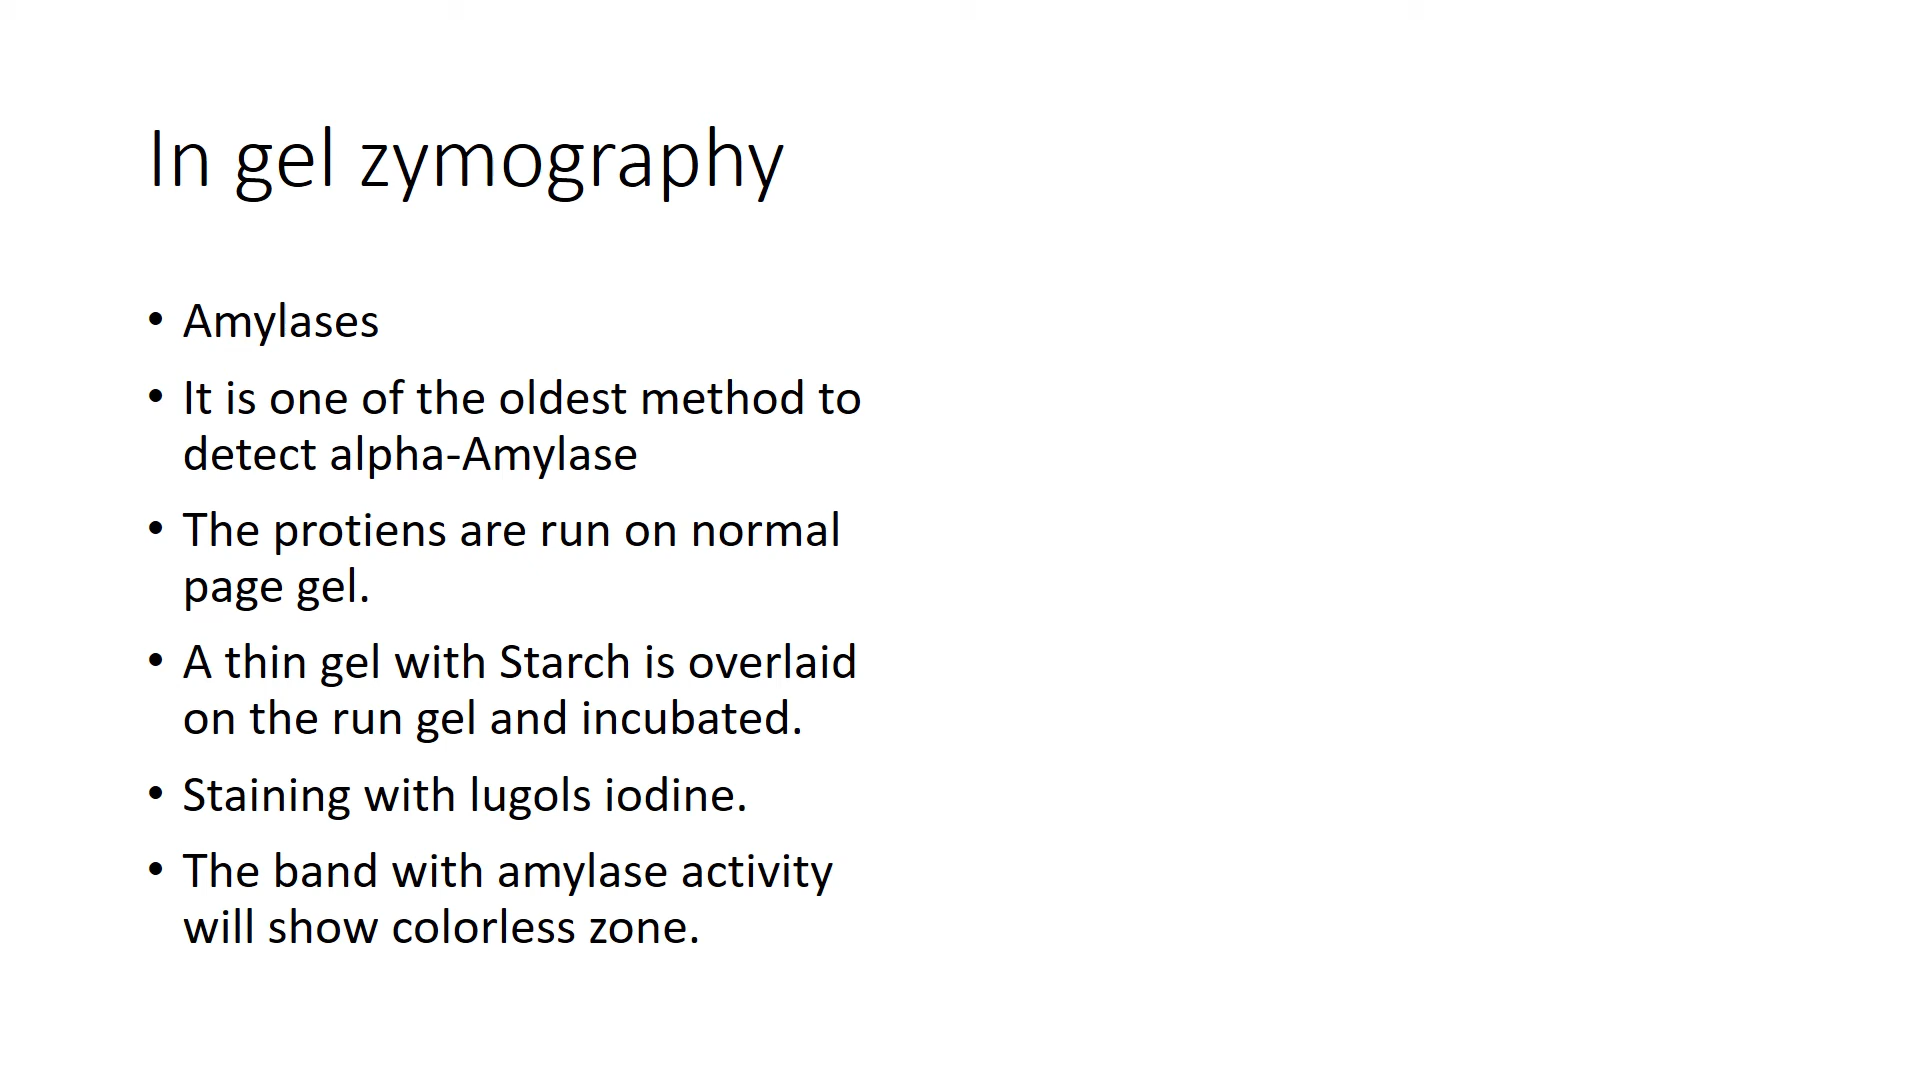 In gel zymography
• Amylases
• It is one of the oldest method to
detect alpha-Amylase
• The protiens are run on normal
page gel.
• A thin gel with Starch is overlaid
on the run gel and incubated.
• Staining with lugols iodine.
• The band with amylase activity
will show colorless zone.